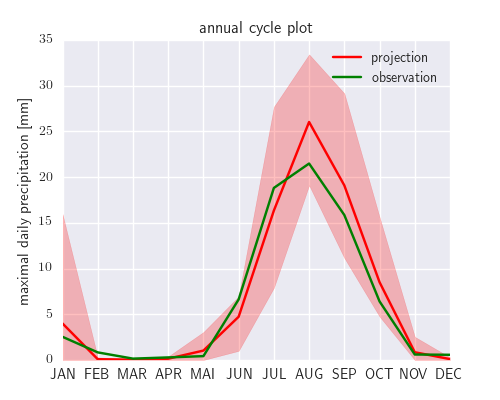 annual cycle plot
maximal daily precipitation [mm]
35
30
25
20
15
10
5
0
projection
observation
JAN FEB MAR APR MAI JUN JUL AUG SEP OCT NOV DEC